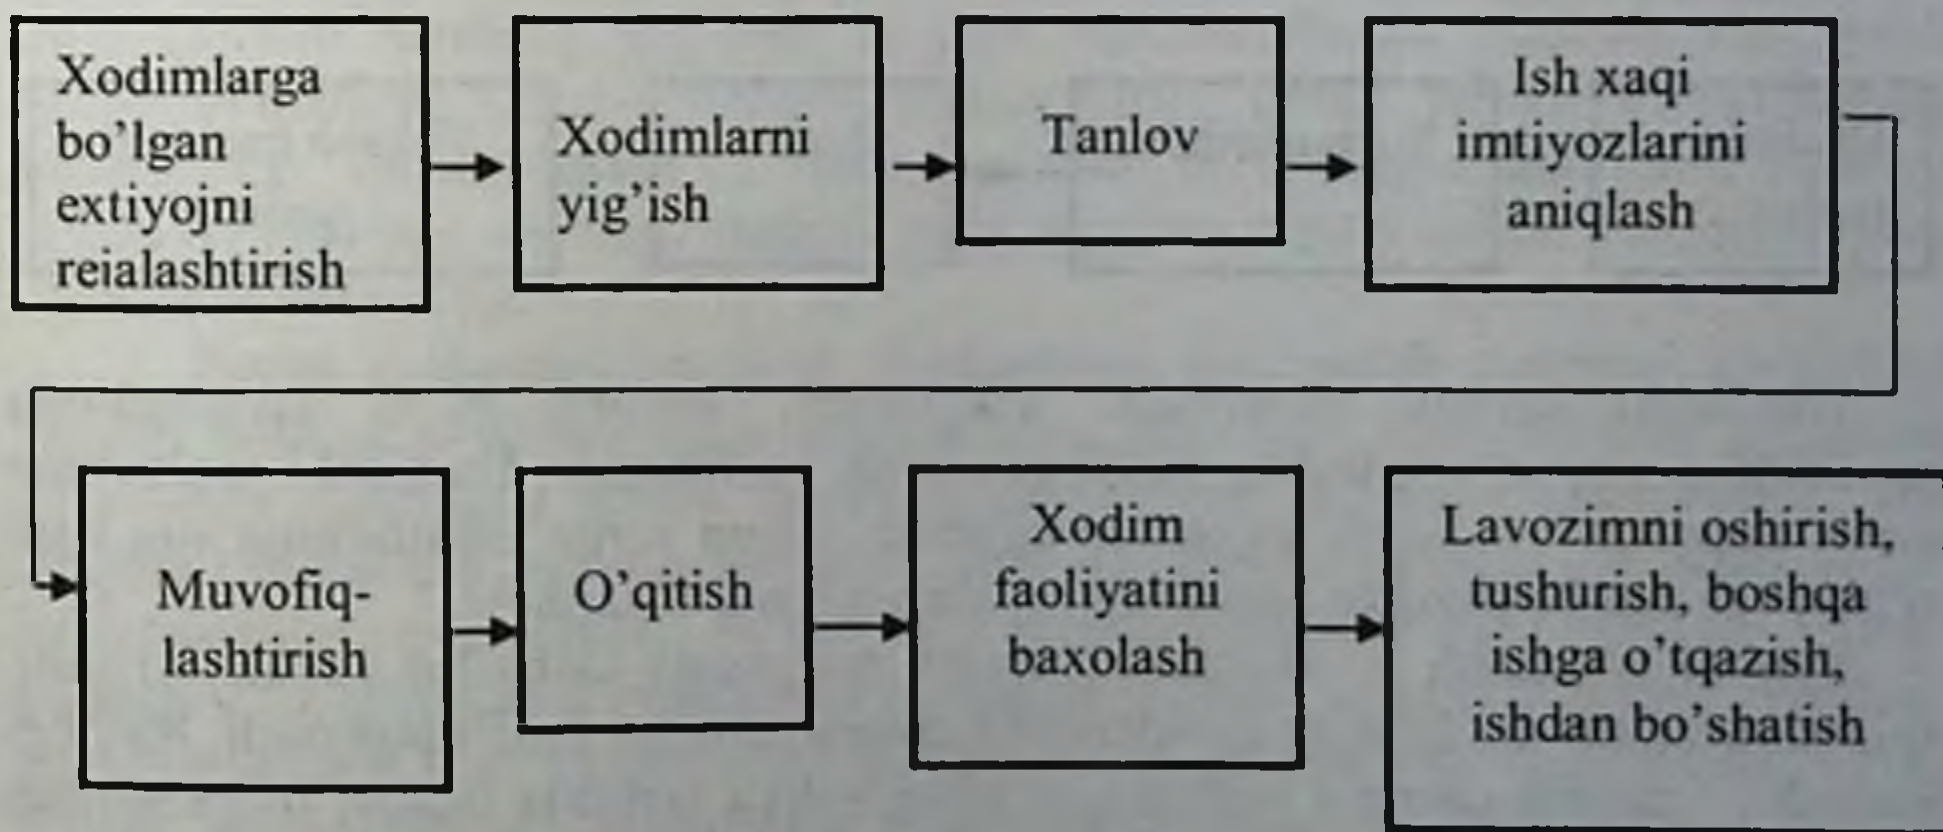 Xodimlarga
bo’lgan
extiyojni
reialashtirish
Xodimlarni
yig’ish
Tanlov
Ish xaqi
imtiyozlarini
aniqlash
Muvofiq-
lashtirish
O’qitish
Xodim
faoliyatini
baxolash
Lavozimni oshirish,
tushurish, boshqa
ishga o’tqazish,
ishdan bo’shatish